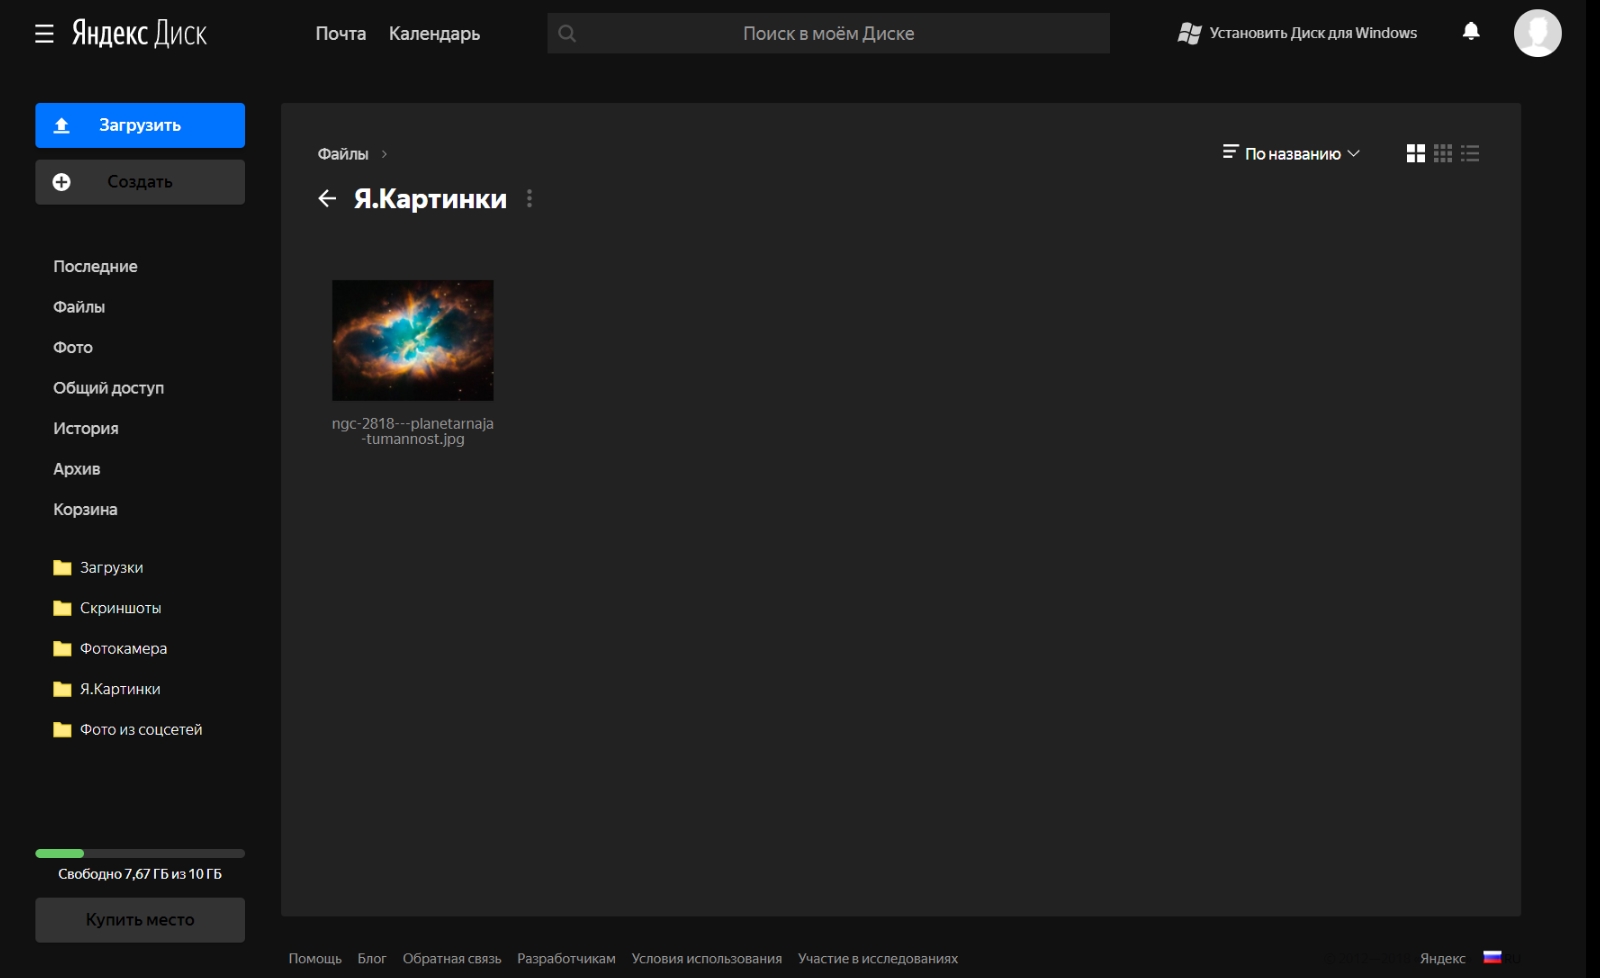 Яндекс Диск
Почта
Календарь
Поиск в моём Диске
Установить Диск для Windows
Загрузить
Создать
Последние
Файлы
Фото
Общий доступ
История
Архив
Корзина
Загрузки
Скриншоты
Фотокамера
Я.Картинки
Фото из соцсетей
Свободно 7,67 ГБ из 10 ГБ
Купить место
Файлы
По названию
Я.Картинки
ngc-2818---planetarnaja
-tumannost.jpg
Помощь
Блог
Обратная связь
Разработчикам
Условия использования
Участие в исследованиях
Яндекс